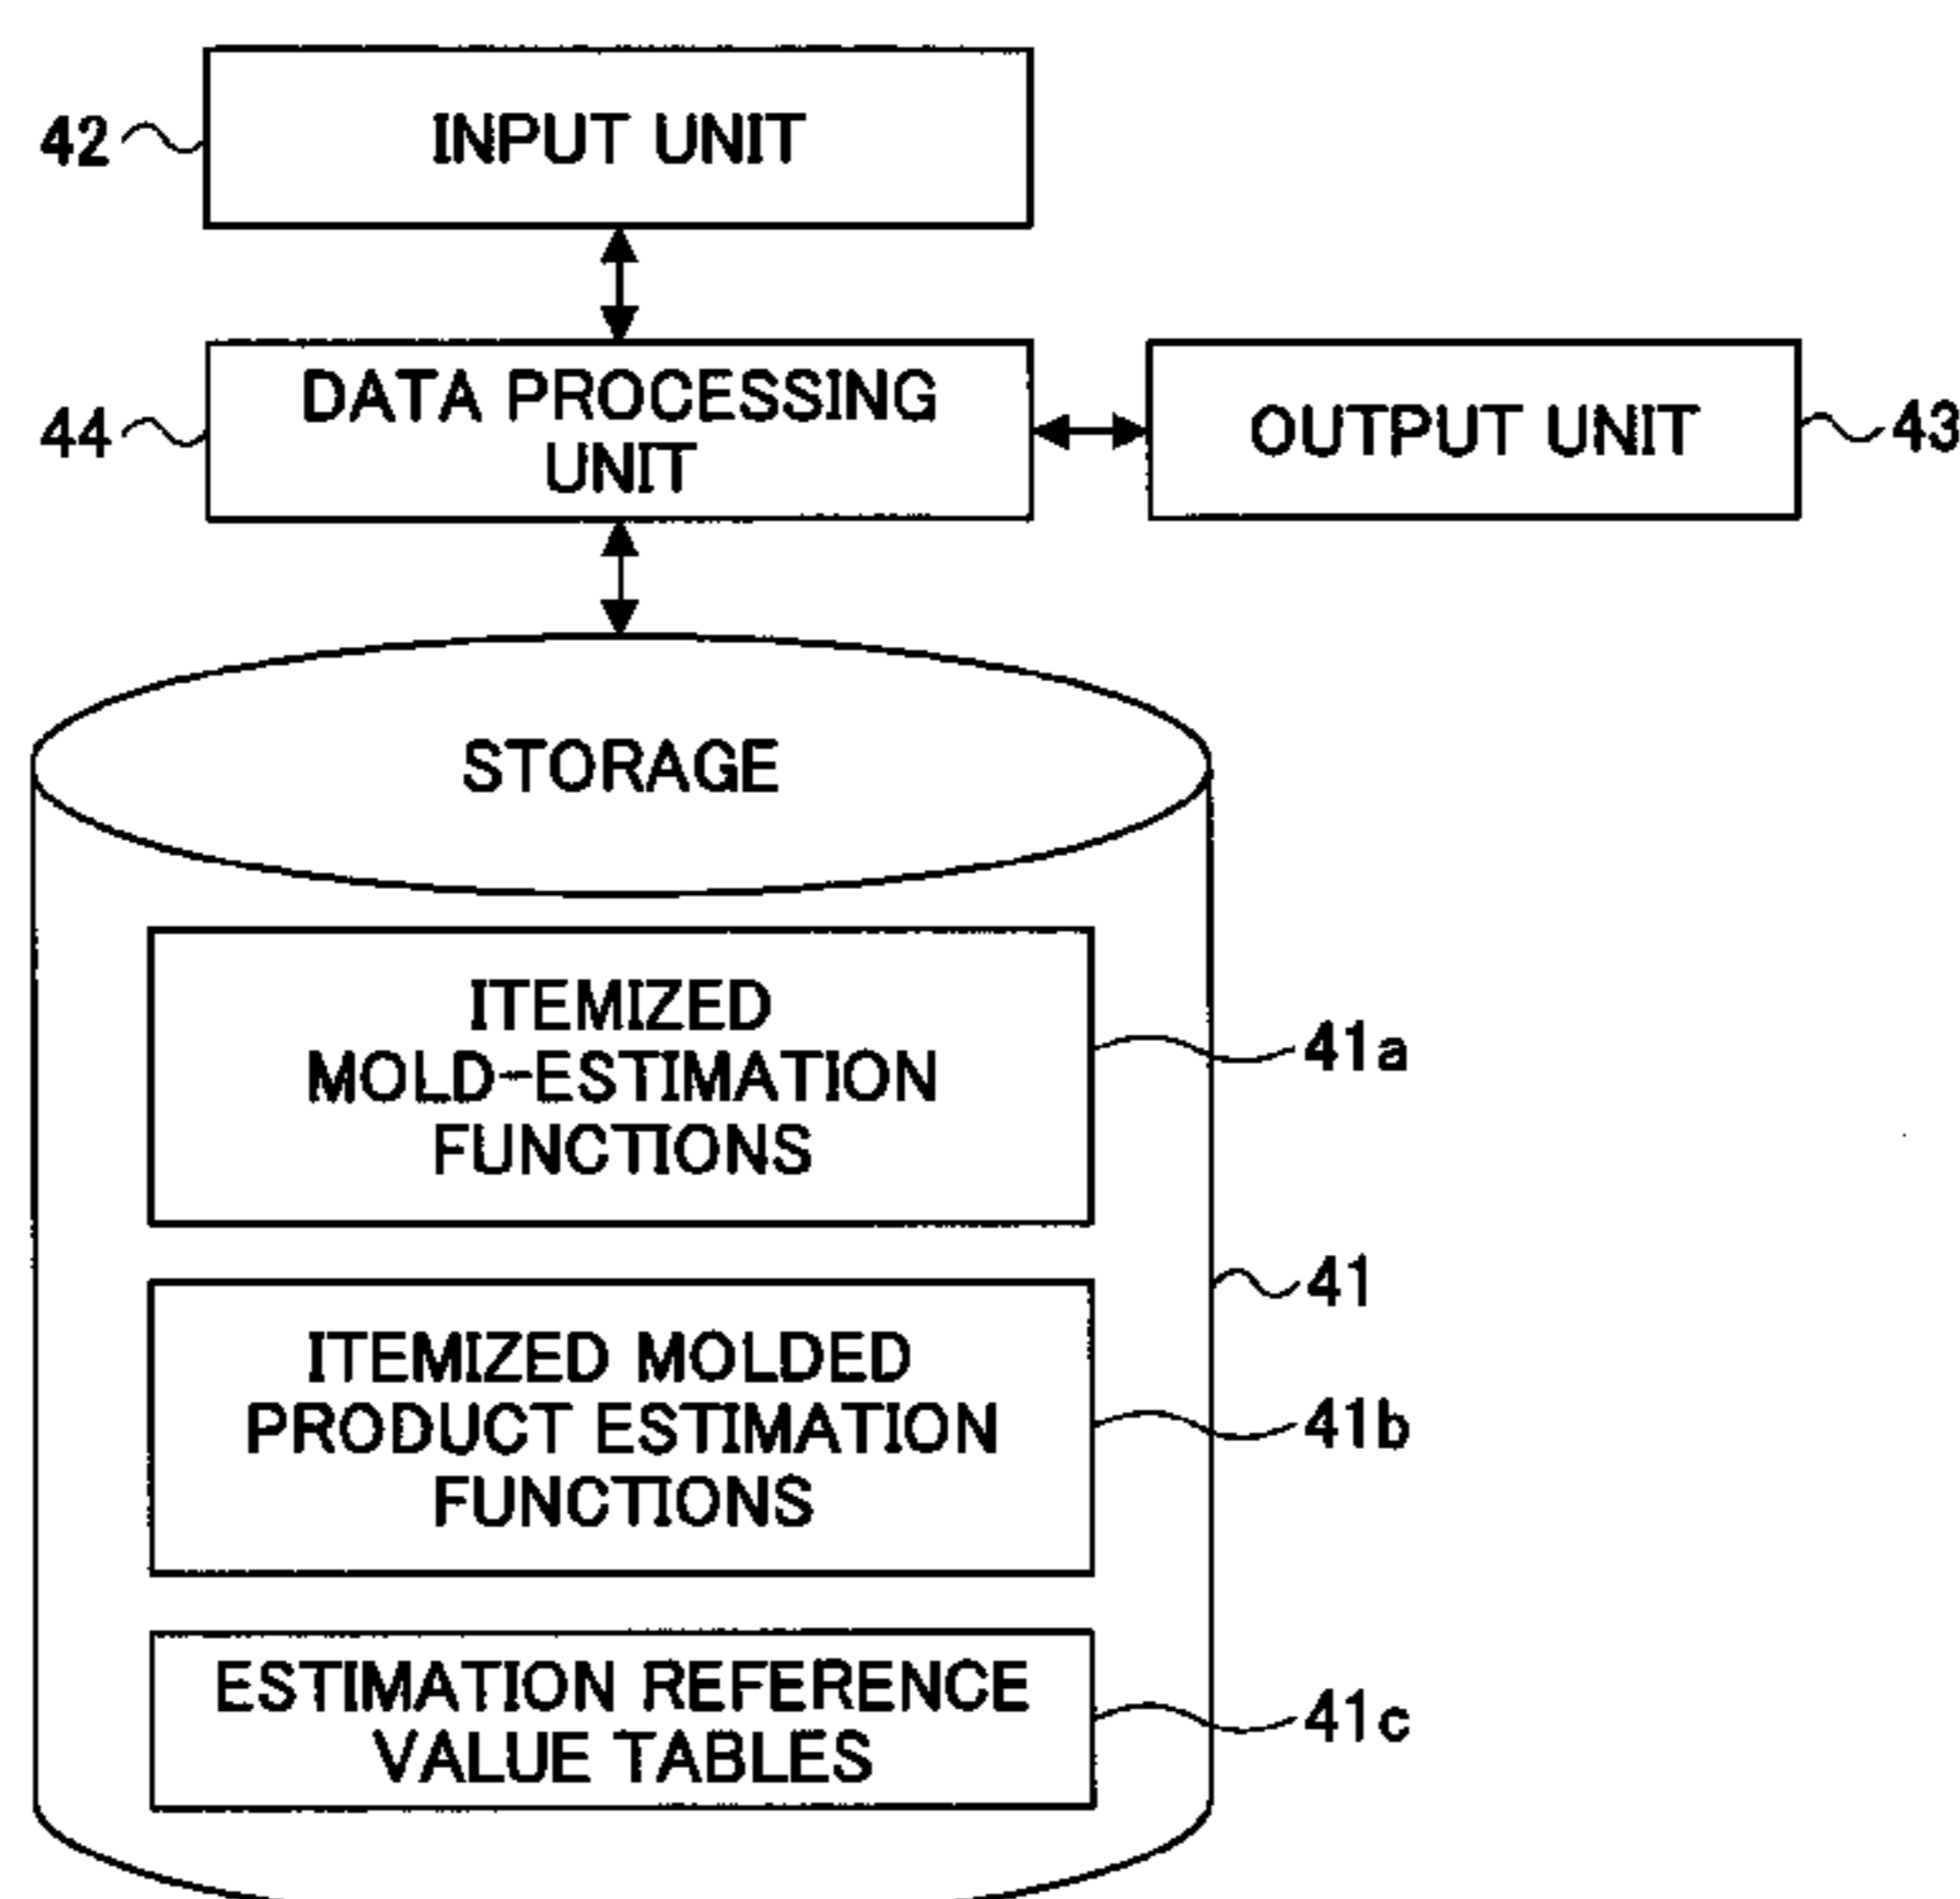 42
INPUT UNIT
44
DATA PROCESSING
UNIT
OUTPUT UNIT
43
STORAGE
ITEMIZED
MOLD-ESTIMATION
FUNCTIONS
41a
41
ITEMIZED MOLDED
PRODUCT ESTIMATION
FUNCTIONS
41b
ESTIMATION REFERENCE
VALUE TABLES
41c